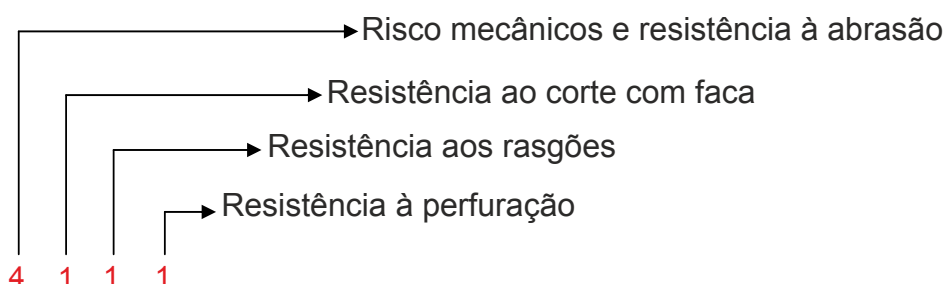 Risco mecânicos e resistência à abrasão
Resistência ao corte com faca
Resistência aos rasgões
Resistência à perfuração
4 1 1 1